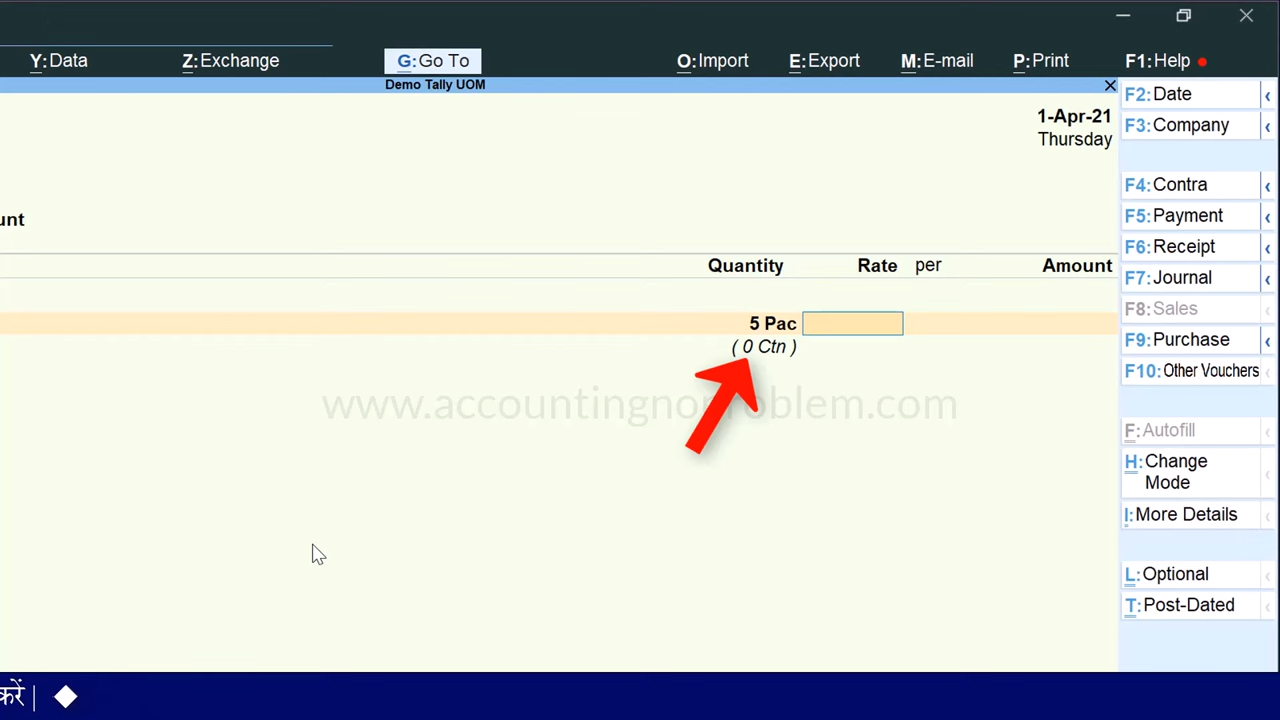 Y:Data Z:Exchange G:Go To O:Import E:Export M:E-mail P:Print F1:Help
Demo Tally UOM
1-Apr-21
Thursday
unt
Quantity Rate per Amount
5 Pac
( 0 Ctn )
www.accountingnoproblem.com
F2:Date
F3:Company
F4:Contra
F5:Payment
F6:Receipt
F7:Journal
F8:Sales
F9:Purchase
F10:Other Vouchers
F:Autofill
H:Change
Mode
I:More Details
L:Optional
T:Post-Dated
करें